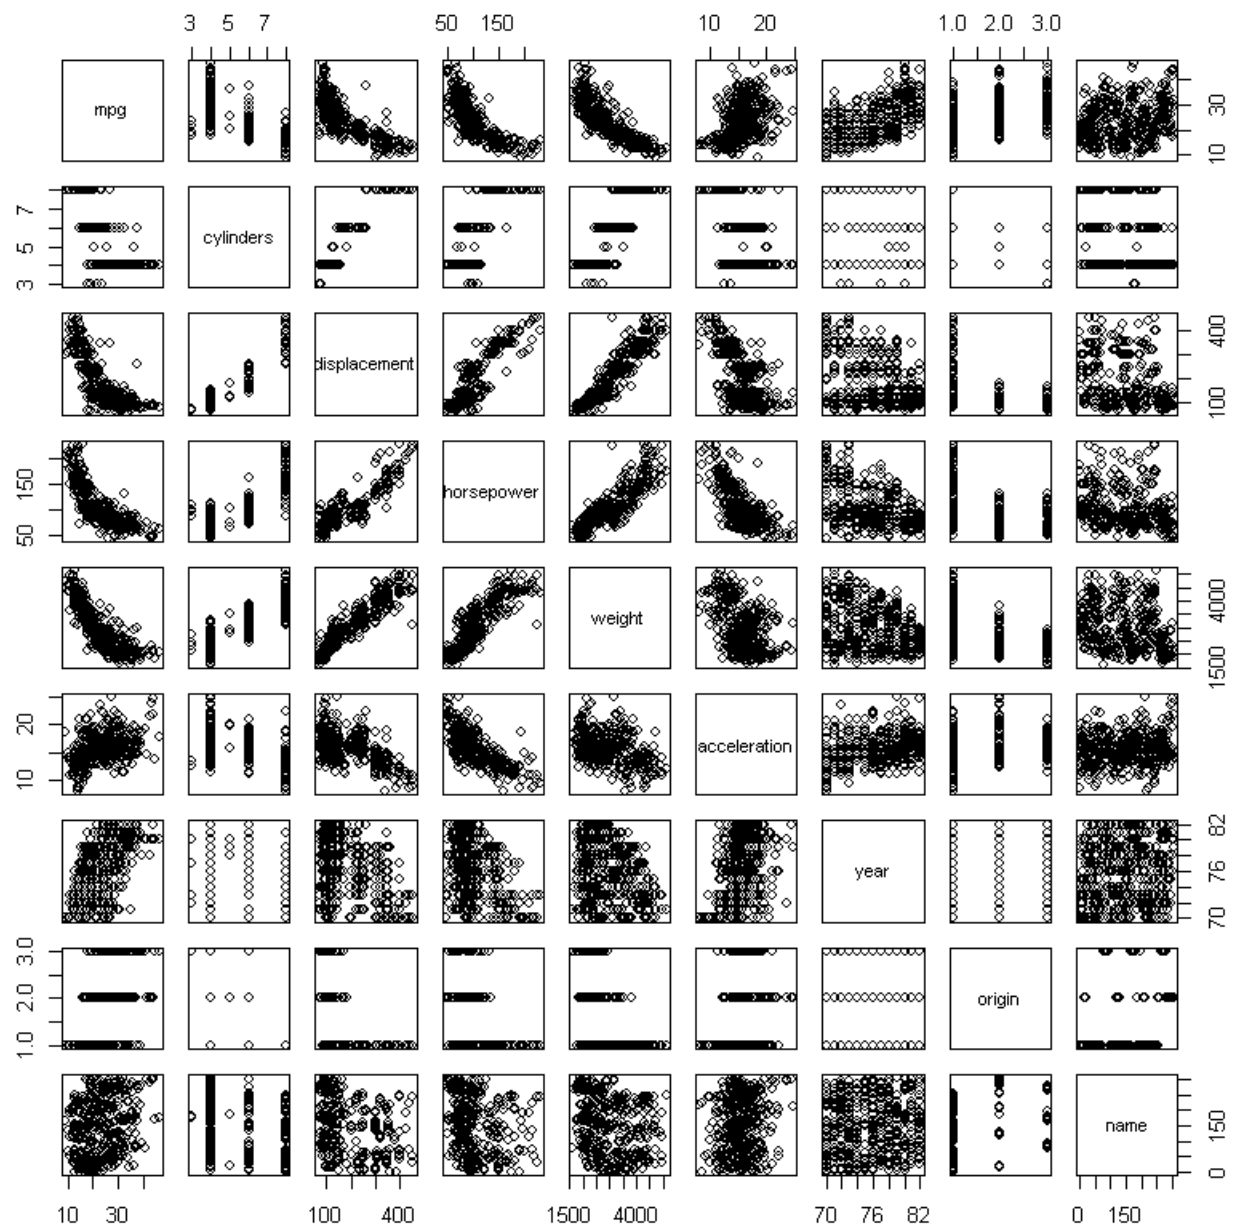 3 5 7 50 150 10 20 1.0 2.0 3.0
mpg 10 30
3 5 7 cylinders
displacement 100 400
50 150 horsepower
weight 1500 4000
10 20 acceleration
year 70 76 82
1.0 2.0 3.0 origin
name 0 150
10 30 100 400 1500 4000 70 76 82 0 150